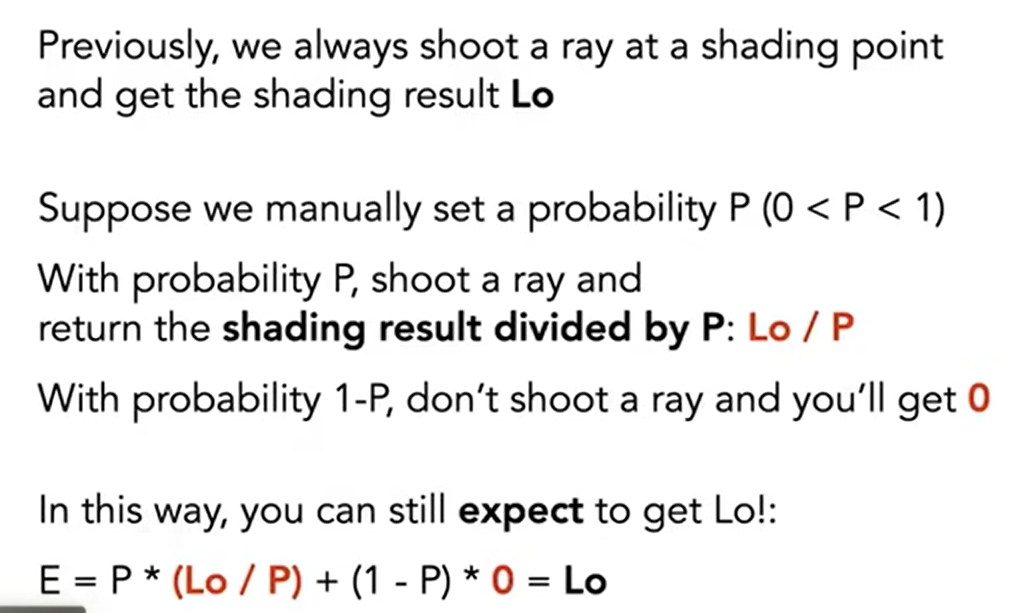 Previously, we always shoot a ray at a shading point
and get the shading result Lo
Suppose we manually set a probability P (0 < P < 1)
With probability P, shoot a ray and
return the shading result divided by P: Lo / P
With probability 1-P, don't shoot a ray and you'll get 0
In this way, you can still expect to get Lo!:
E = P * (Lo / P) + (1 - P) * 0 = Lo